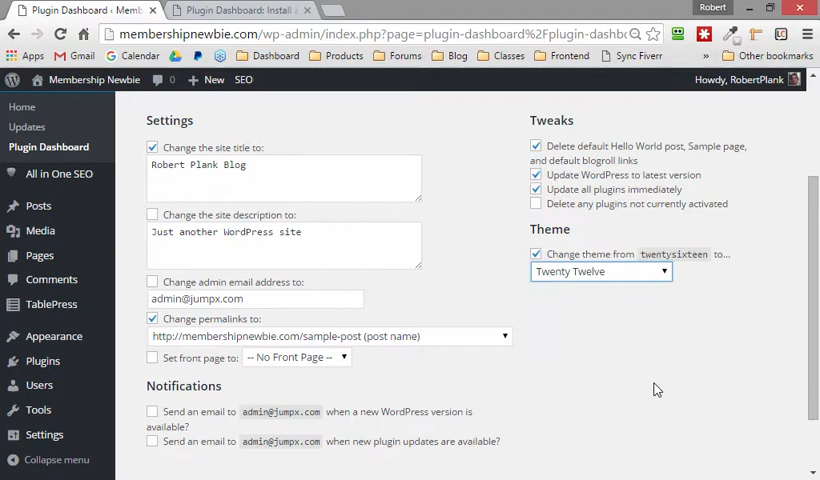 Robert
Plugin Dashboard ‹ Memb
Plugin Dashboard: Install a
membershipnewbie.com/wp-admin/index.php?page=plugin-dashboard%2Fplugin-dashbo
Apps Gmail Calendar Dashboard Products Forums Blog Classes Frontend Sync Fiverr » Other bookmarks
Membership Newbie 0 New SEO Howdy, RobertPlank
Home
Updates
Plugin Dashboard
All in One SEO
Posts
Media
Pages
Comments
TablePress
Appearance
Plugins
Users
Tools
Settings
Collapse menu
Settings
Change the site title to:
Robert Plank Blog
Change the site description to:
Just another WordPress site
Change admin email address to:
admin@jumpx.com
Change permalinks to:
http://membershipnewbie.com/sample-post (post name)
Set front page to: -- No Front Page --
Notifications
Send an email to admin@jumpx.com when a new WordPress version is
available?
Send an email to admin@jumpx.com when new plugin updates are available?
Tweaks
Delete default Hello World post, Sample page,
and default blogroll links
Update WordPress to latest version
Update all plugins immediately
Delete any plugins not currently activated
Theme
Change theme from twentysixteen to...
Twenty Twelve